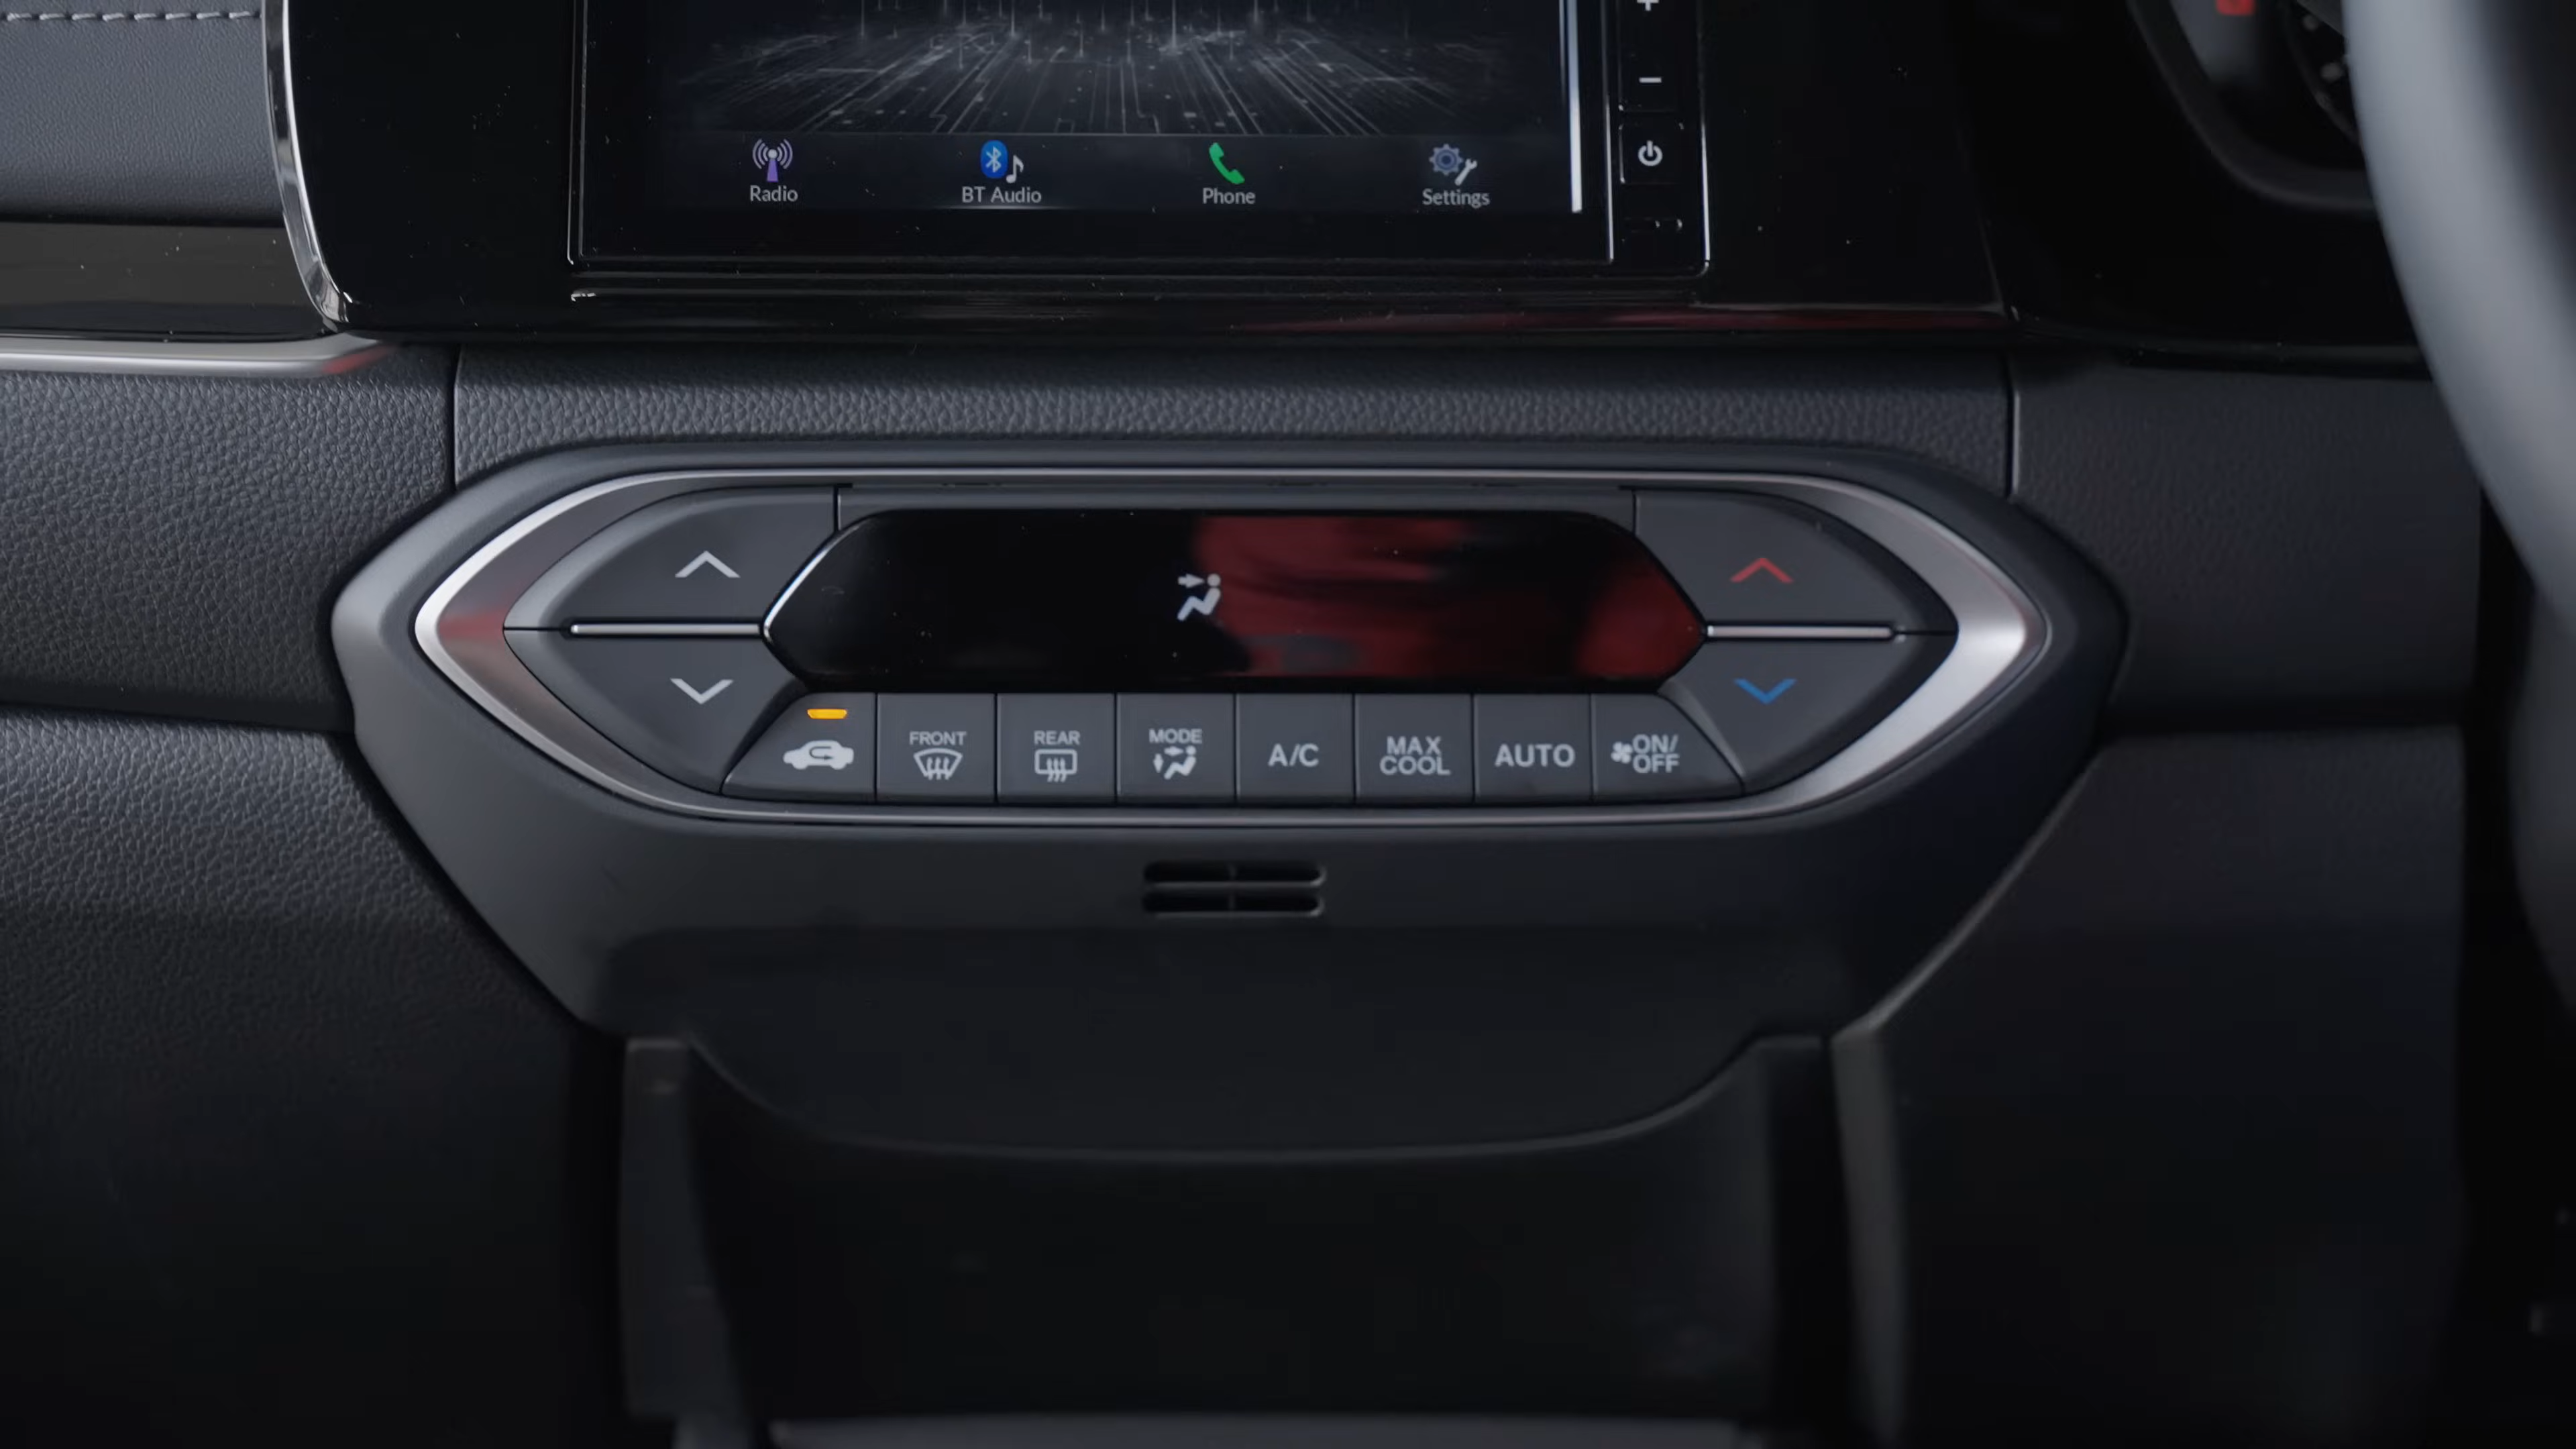 Radio
BT Audio
Phone
Settings
FRONT
REAR
MODE
A/C
MAX
COOL
AUTO
ON/
OFF